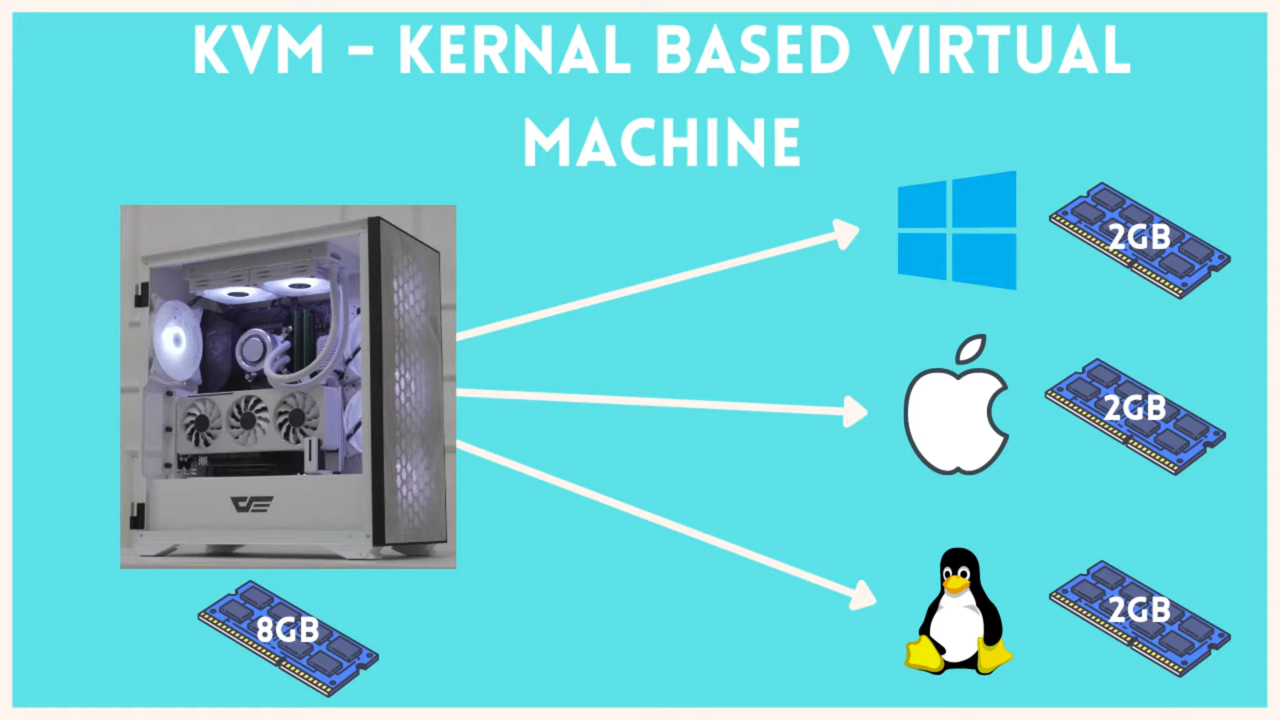 KVM - KERNAL BASED VIRTUAL
MACHINE
2GB
2GB
2GB
8GB